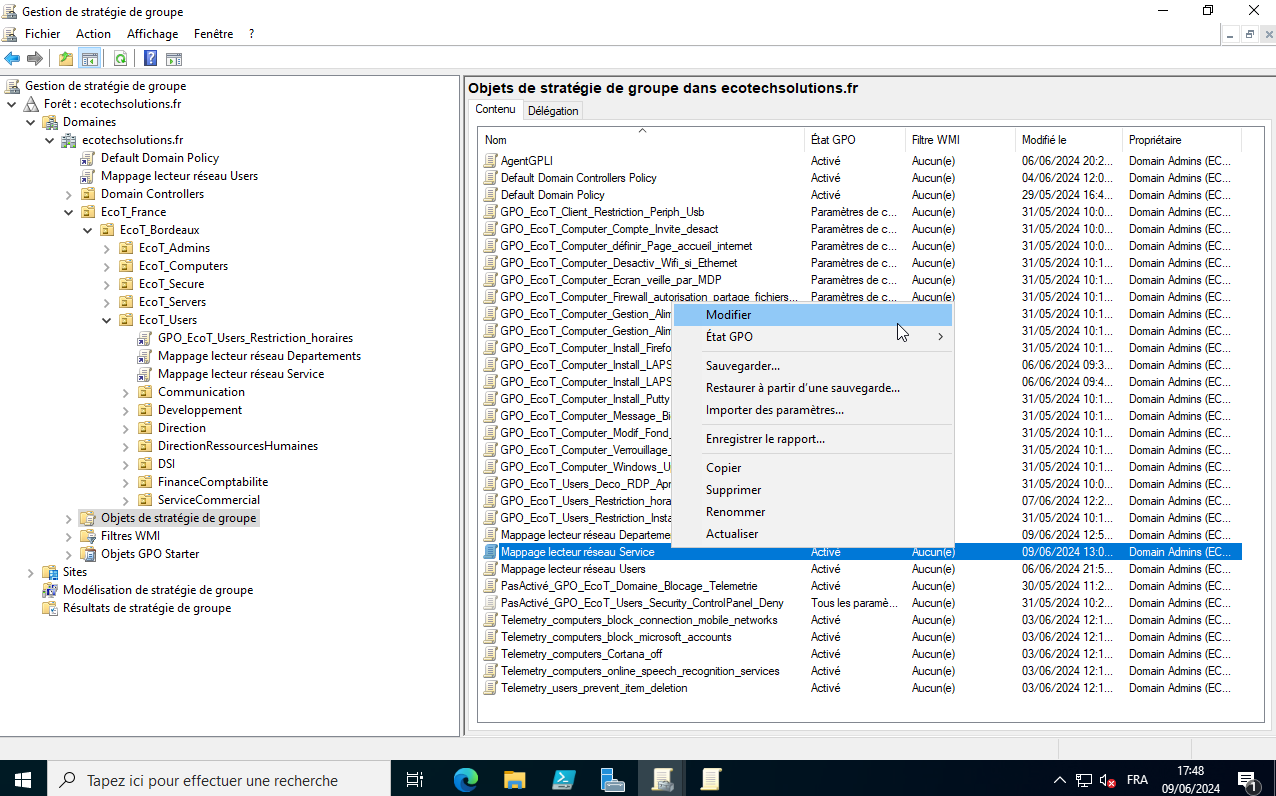 Gestion de stratégie de groupe
Fichier Action Affichage Fenêtre ?
Gestion de stratégie de groupe
Forêt : ecotechsolutions.fr
Domaines
ecotechsolutions.fr
Default Domain Policy
Mappage lecteur réseau Users
Domain Controllers
EcoT_France
EcoT_Bordeaux
EcoT_Admins
EcoT_Computers
EcoT_Secure
EcoT_Servers
EcoT_Users
GPO_EcoT_Users_Restriction_horaires
Mappage lecteur réseau Departements
Mappage lecteur réseau Service
Communication
Developpement
Direction
DirectionRessourcesHumaines
DSI
FinanceComptabilite
ServiceCommercial
Objets de stratégie de groupe
Filtres WMI
Objets GPO Starter
Sites
Modélisation de stratégie de groupe
Résultats de stratégie de groupe
Objets de stratégie de groupe dans ecotechsolutions.fr
Contenu Délégation
Nom État GPO Filtre WMI Modifié le Propriétaire
AgentGPLI Activé Aucun(e) 06/06/2024 20:2... Domain Admins (EC...
Default Domain Controllers Policy Activé Aucun(e) 04/06/2024 12:0... Domain Admins (EC...
Default Domain Policy Activé Aucun(e) 29/05/2024 16:4... Domain Admins (EC...
GPO_EcoT_Client_Restriction_Periph_Usb Paramètres de c... Aucun(e) 31/05/2024 10:0... Domain Admins (EC...
GPO_EcoT_Computer_Compte_Invite_desact Paramètres de c... Aucun(e) 31/05/2024 10:0... Domain Admins (EC...
GPO_EcoT_Computer_définir_Page_accueil_internet Paramètres de c... Aucun(e) 31/05/2024 10:0... Domain Admins (EC...
GPO_EcoT_Computer_Desactiv_Wifi_si_Ethernet Paramètres de c... Aucun(e) 31/05/2024 10:1... Domain Admins (EC...
GPO_EcoT_Computer_Ecran_veille_par_MDP Paramètres de c... Aucun(e) 31/05/2024 10:1... Domain Admins (EC...
GPO_EcoT_Computer_Firewall_autorisation_partage_fichiers... Paramètres de c... Aucun(e) 31/05/2024 10:0... Domain Admins (EC...
GPO_EcoT_Computer_Gestion_Alim 31/05/2024 10:1... Domain Admins (EC...
GPO_EcoT_Computer_Gestion_Alim 31/05/2024 10:1... Domain Admins (EC...
GPO_EcoT_Computer_Install_Firefo 31/05/2024 10:1... Domain Admins (EC...
GPO_EcoT_Computer_Install_LAPS 06/06/2024 09:3... Domain Admins (EC...
GPO_EcoT_Computer_Install_LAPS 06/06/2024 09:4... Domain Admins (EC...
GPO_EcoT_Computer_Install_Putty 31/05/2024 10:1... Domain Admins (EC...
GPO_EcoT_Computer_Message_Bi 31/05/2024 10:1... Domain Admins (EC...
GPO_EcoT_Computer_Modif_Fond_ 31/05/2024 10:1... Domain Admins (EC...
GPO_EcoT_Computer_Verrouillage_ 31/05/2024 10:1... Domain Admins (EC...
GPO_EcoT_Computer_Windows_U 31/05/2024 10:1... Domain Admins (EC...
GPO_EcoT_Users_Deco_RDP_Apr 31/05/2024 10:0... Domain Admins (EC...
GPO_EcoT_Users_Restriction_hora 07/06/2024 12:2... Domain Admins (EC...
GPO_EcoT_Users_Restriction_Insta 31/05/2024 10:1... Domain Admins (EC...
Mappage lecteur réseau Departeme 09/06/2024 12:5... Domain Admins (EC...
Mappage lecteur réseau Service Activé Aucun(e) 09/06/2024 13:0... Domain Admins (EC...
Mappage lecteur réseau Users Activé Aucun(e) 06/06/2024 21:5... Domain Admins (EC...
PasActivé_GPO_EcoT_Domaine_Blocage_Telemetrie Activé Aucun(e) 30/05/2024 11:2... Domain Admins (EC...
PasActivé_GPO_EcoT_Users_Security_ControlPanel_Deny Tous les paramè... Aucun(e) 31/05/2024 10:2... Domain Admins (EC...
Telemetry_computers_block_connection_mobile_networks Activé Aucun(e) 03/06/2024 12:1... Domain Admins (EC...
Telemetry_computers_block_microsoft_accounts Activé Aucun(e) 03/06/2024 12:1... Domain Admins (EC...
Telemetry_computers_Cortana_off Activé Aucun(e) 03/06/2024 12:1... Domain Admins (EC...
Telemetry_computers_online_speech_recognition_services Activé Aucun(e) 03/06/2024 12:1... Domain Admins (EC...
Telemetry_users_prevent_item_deletion Activé Aucun(e) 03/06/2024 12:1... Domain Admins (EC...
Modifier
État GPO
Sauvegarder...
Restaurer à partir d'une sauvegarde...
Importer des paramètres...
Enregistrer le rapport...
Copier
Supprimer
Renommer
Actualiser
Tapez ici pour effectuer une recherche
FRA
17:48
09/06/2024
1